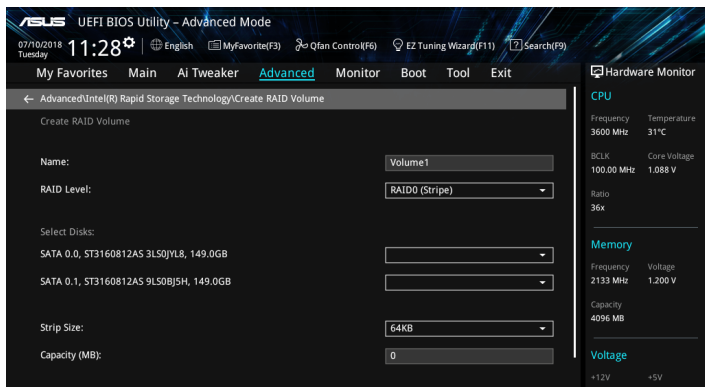 ASUS UEFI BIOS Utility – Advanced Mode
07/10/2018 Tuesday 11:28 English MyFavorite(F3) Qfan Control(F6) EZ Tuning Wizard(F11) Search(F9)
My Favorites Main Ai Tweaker Advanced Monitor Boot Tool Exit
Advanced\Intel(R) Rapid Storage Technology\Create RAID Volume
Create RAID Volume
Name: Volume1
RAID Level: RAID0 (Stripe)
Select Disks:
SATA 0.0, ST3160812AS 3LS0JYL8, 149.0GB
SATA 0.1, ST3160812AS 9LS0BJ5H, 149.0GB
Strip Size: 64KB
Capacity (MB): 0
Hardware Monitor
CPU
Frequency Temperature
3600 MHz 31°C
BCLK Core Voltage
100.00 MHz 1.088 V
Ratio
36x
Memory
Frequency Voltage
2133 MHz 1.200 V
Capacity
4096 MB
Voltage
+12V +5V